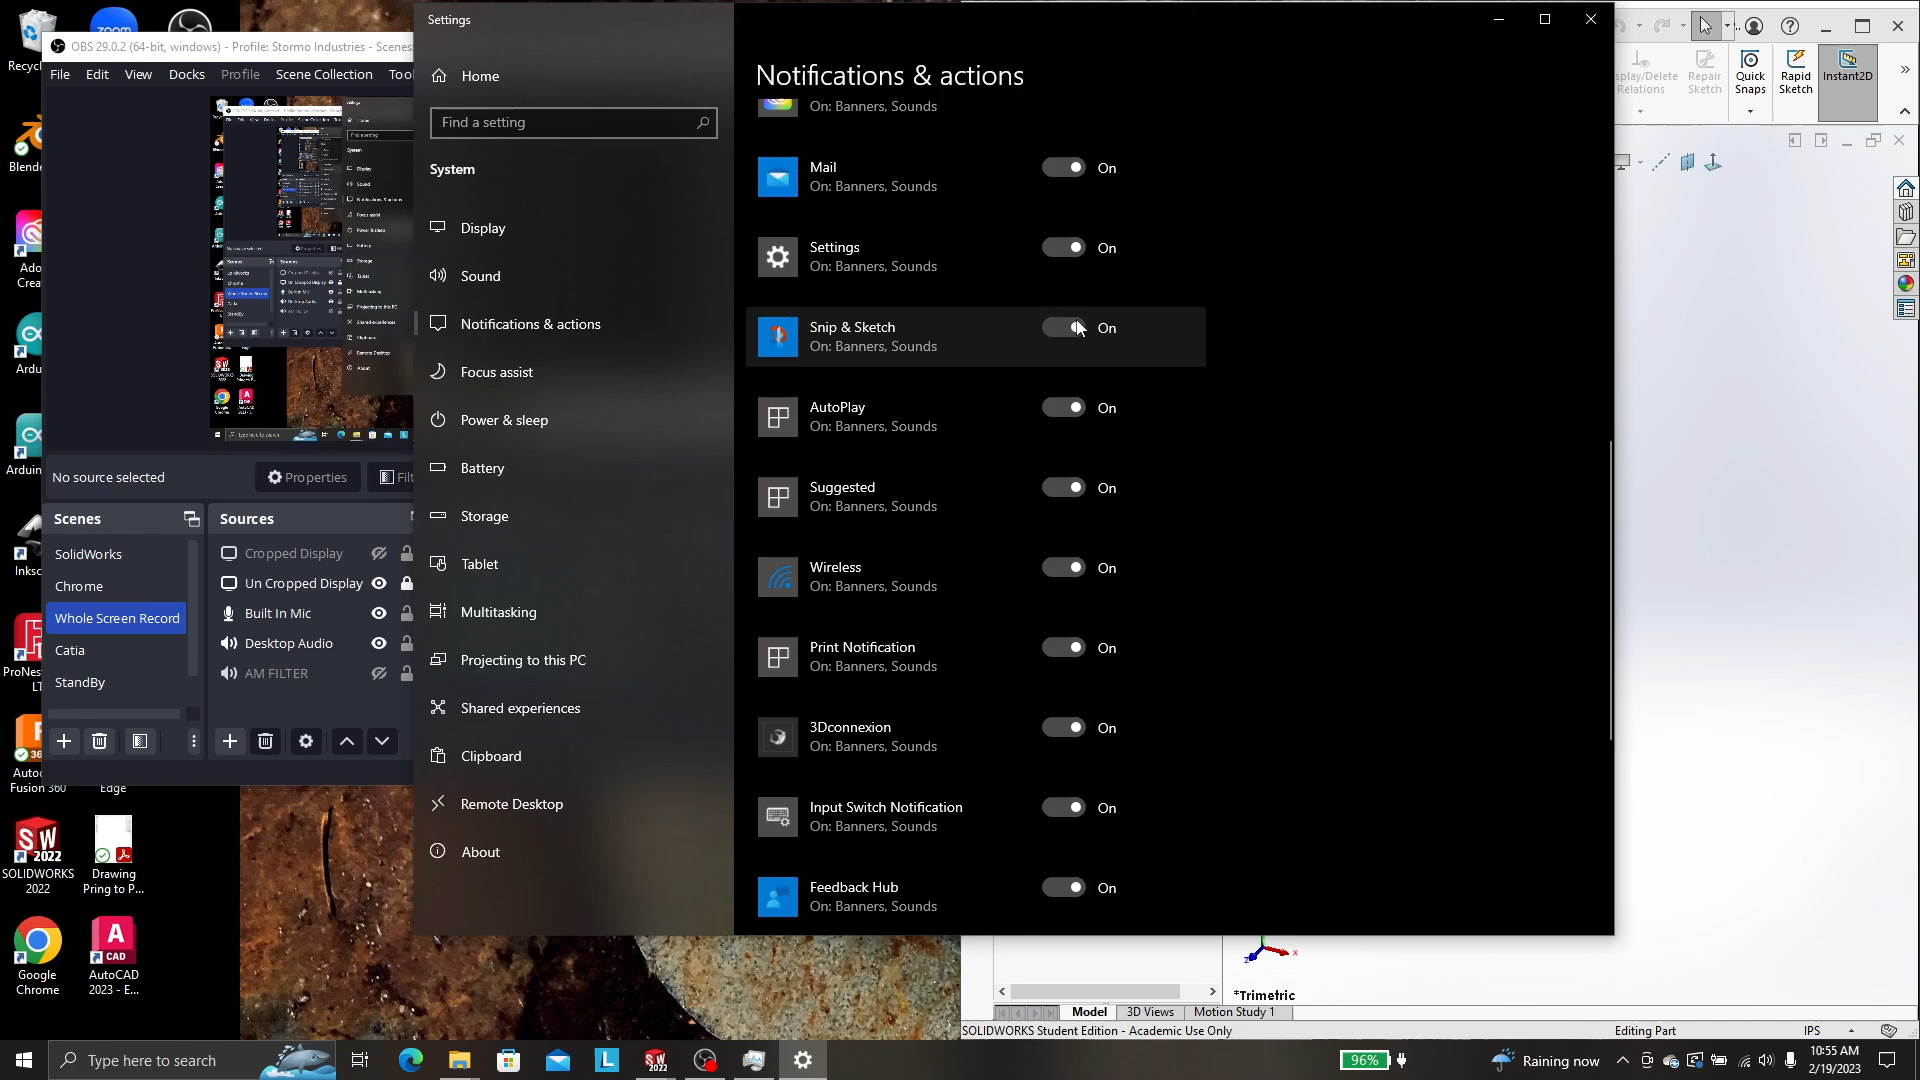 OBS 29.0.2 (64-bit, windows) - Profile: Stormo Industries - Scenes:
File Edit View Docks Profile Scene Collection
No source selected
Properties
Scenes
SolidWorks
Chrome
Whole Screen Record
Catia
StandBy
Sources
Cropped Display
Un Cropped Display
Built In Mic
Desktop Audio
AM FILTER
Edge
SOLIDWORKS
2022
Drawing
Pring to P...
Google
Chrome
AutoCAD
2023 - E...
Settings
Home
Find a setting
System
Display
Sound
Notifications & actions
Focus assist
Power & sleep
Battery
Storage
Tablet
Multitasking
Projecting to this PC
Shared experiences
Clipboard
Remote Desktop
About
Notifications & actions
On: Banners, Sounds
Mail
On: Banners, Sounds
On
Settings
On: Banners, Sounds
On
Snip & Sketch
On: Banners, Sounds
On
AutoPlay
On: Banners, Sounds
On
Suggested
On: Banners, Sounds
On
Wireless
On: Banners, Sounds
On
Print Notification
On: Banners, Sounds
On
3Dconnexion
On: Banners, Sounds
On
Input Switch Notification
On: Banners, Sounds
On
Feedback Hub
On: Banners, Sounds
On
splay/Delete
Relations
Repair
Sketch
Quick
Snaps
Rapid
Sketch
Instant2D
*Trimetric
Model 3D Views Motion Study 1
SOLIDWORKS Student Edition - Academic Use Only
Editing Part
IPS
Type here to search
96%
Raining now
10:55 AM
2/19/2023